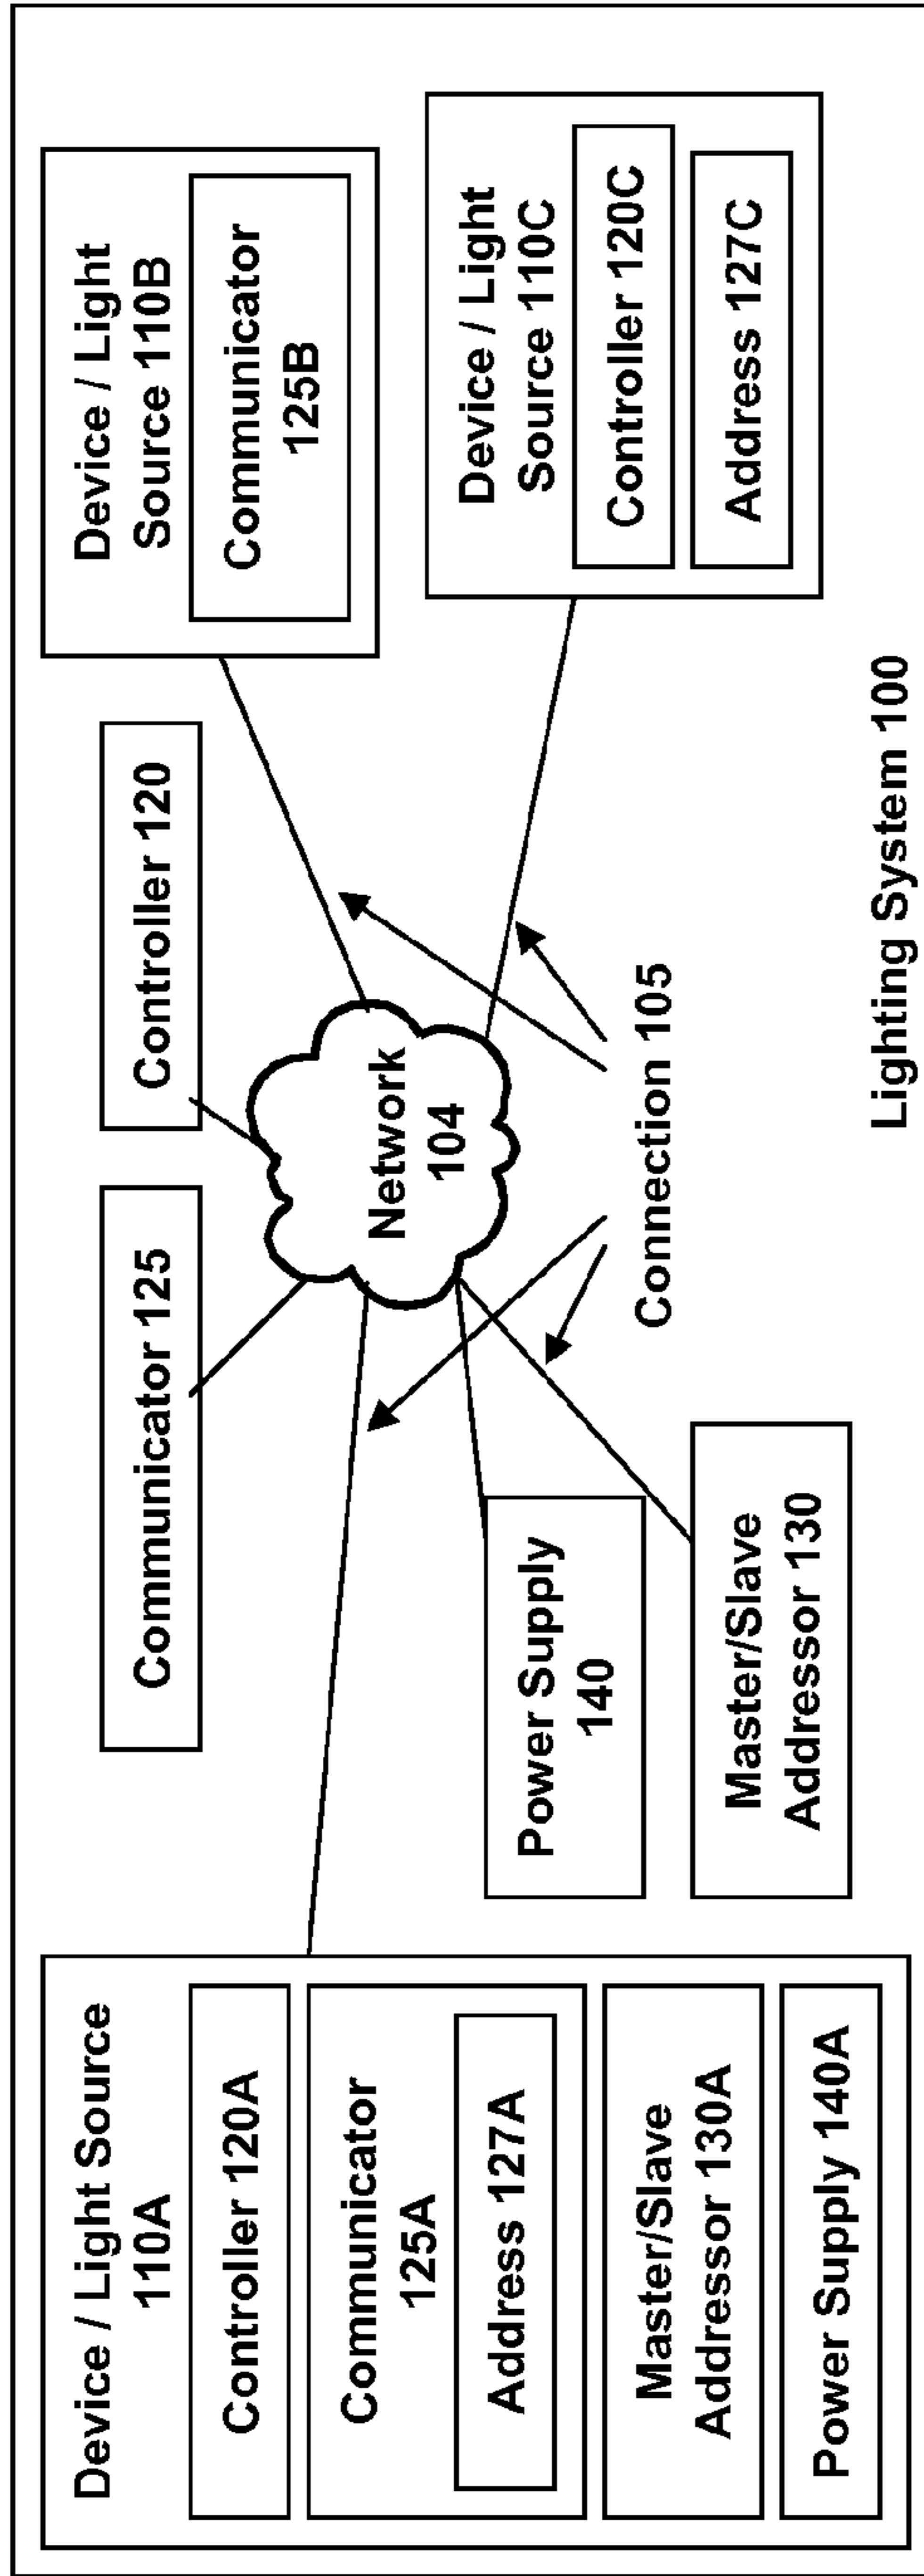 Device / Light Source
110A
Controller 120A
Communicator
125A
Address 127A
Master/Slave
Addressor 130A
Power Supply 140A
Communicator 125
Controller 120
Network
104
Power Supply
140
Master/Slave
Addressor 130
Connection 105
Device / Light
Source 110B
Communicator
125B
Device / Light
Source 110C
Controller 120C
Address 127C
Lighting System 100